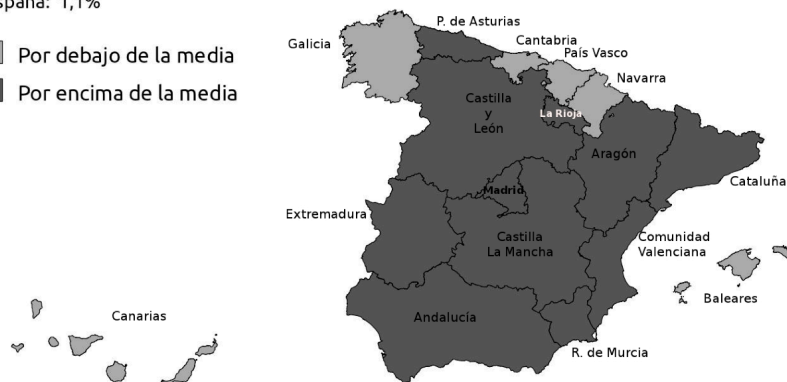 España: 1,1%
Por debajo de la media
Por encima de la media
Galicia
P. de Asturias
Cantabria
País Vasco
Navarra
Castilla
y
León
La Rioja
Aragón
Cataluña
Madrid
Extremadura
Castilla
La Mancha
Comunidad
Valenciana
Baleares
Canarias
Andalucía
R. de Murcia